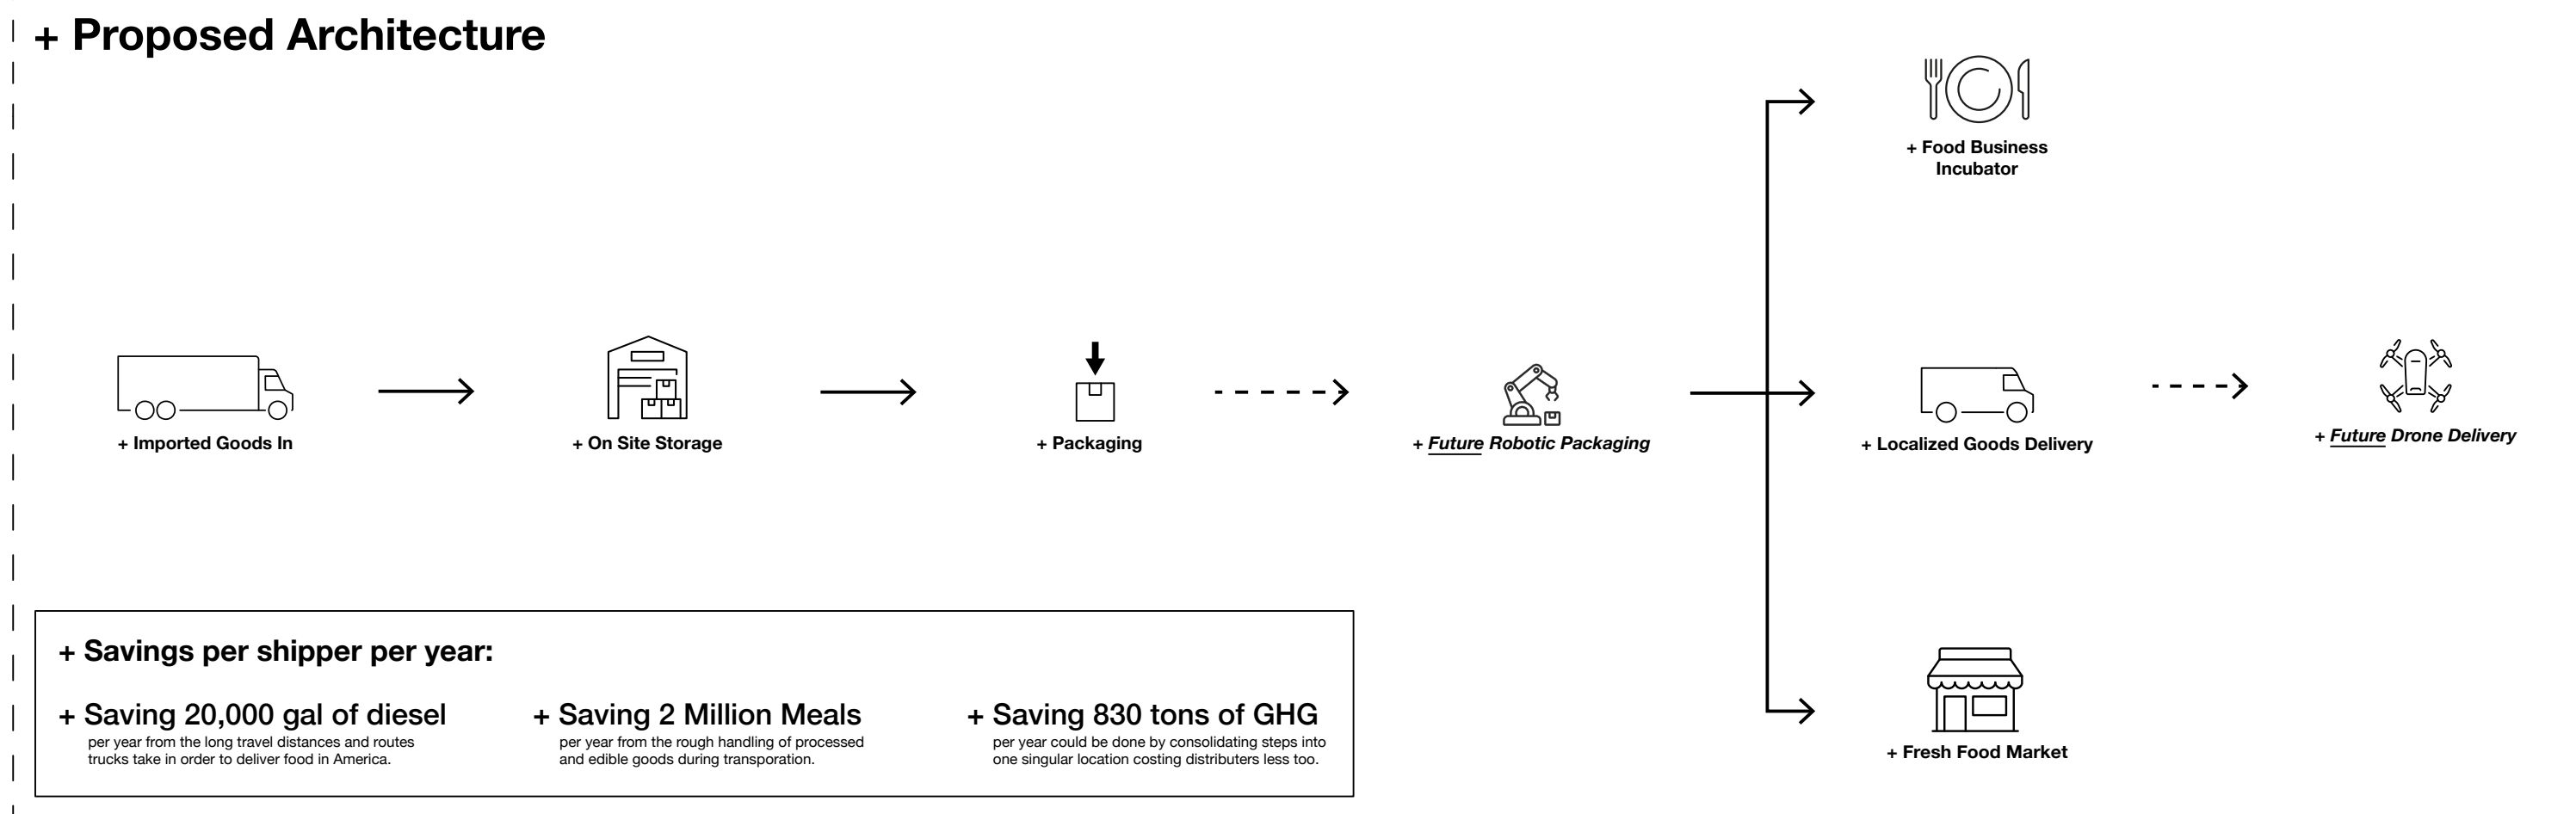 + Proposed Architecture
+ Food Business
Incubator
+ Imported Goods In
+ On Site Storage
+ Packaging
+ Future Robotic Packaging
+ Localized Goods Delivery
+ Future Drone Delivery
+ Fresh Food Market
+ Savings per shipper per year:
+ Saving 20,000 gal of diesel
per year from the long travel distances and routes
trucks take in order to deliver food in America.
+ Saving 2 Million Meals
per year from the rough handling of processed
and edible goods during transporation.
+ Saving 830 tons of GHG
per year could be done by consolidating steps into
one singular location costing distributers less too.